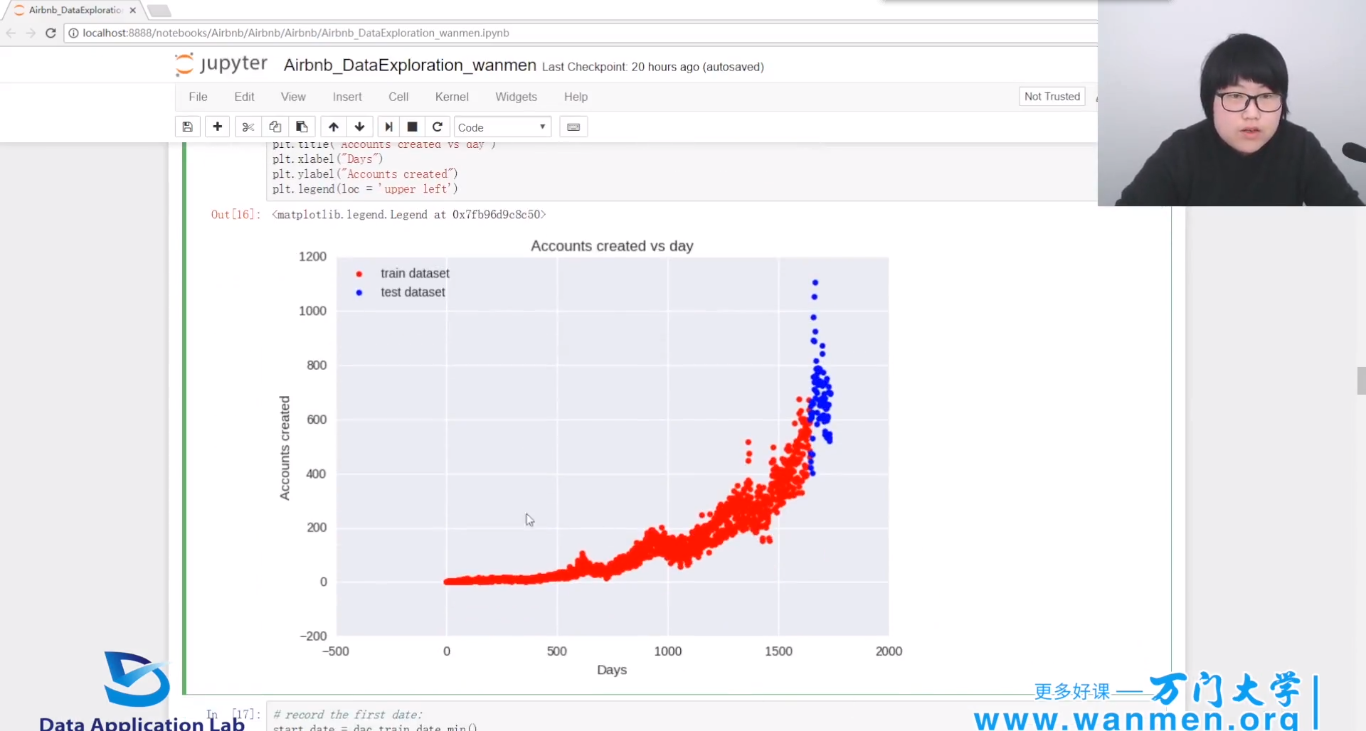 Airbnb_DataExploratio
localhost:8888/notebooks/Airbnb/Airbnb/Airbnb/Airbnb_DataExploration_wanmen.ipynb
jupyter Airbnb_DataExploration_wanmen Last Checkpoint: 20 hours ago (autosaved)
File Edit View Insert Cell Kernel Widgets Help Not Trusted
Code
plt.title("Accounts created vs day")
plt.xlabel("Days")
plt.ylabel("Accounts created")
plt.legend(loc = 'upper left')
Out[16]: <matplotlib.legend.Legend at 0x7fb96d9c8c50>
Accounts created vs day
train dataset
test dataset
1200
1000
800
600
400
200
0
−200
Accounts created
−500 0 500 1000 1500 2000
Days
In [17]: # record the first date:
start_date = dac_train_date.min()
Data Application Lab
更多好课 — 万门大学
www.wanmen.org